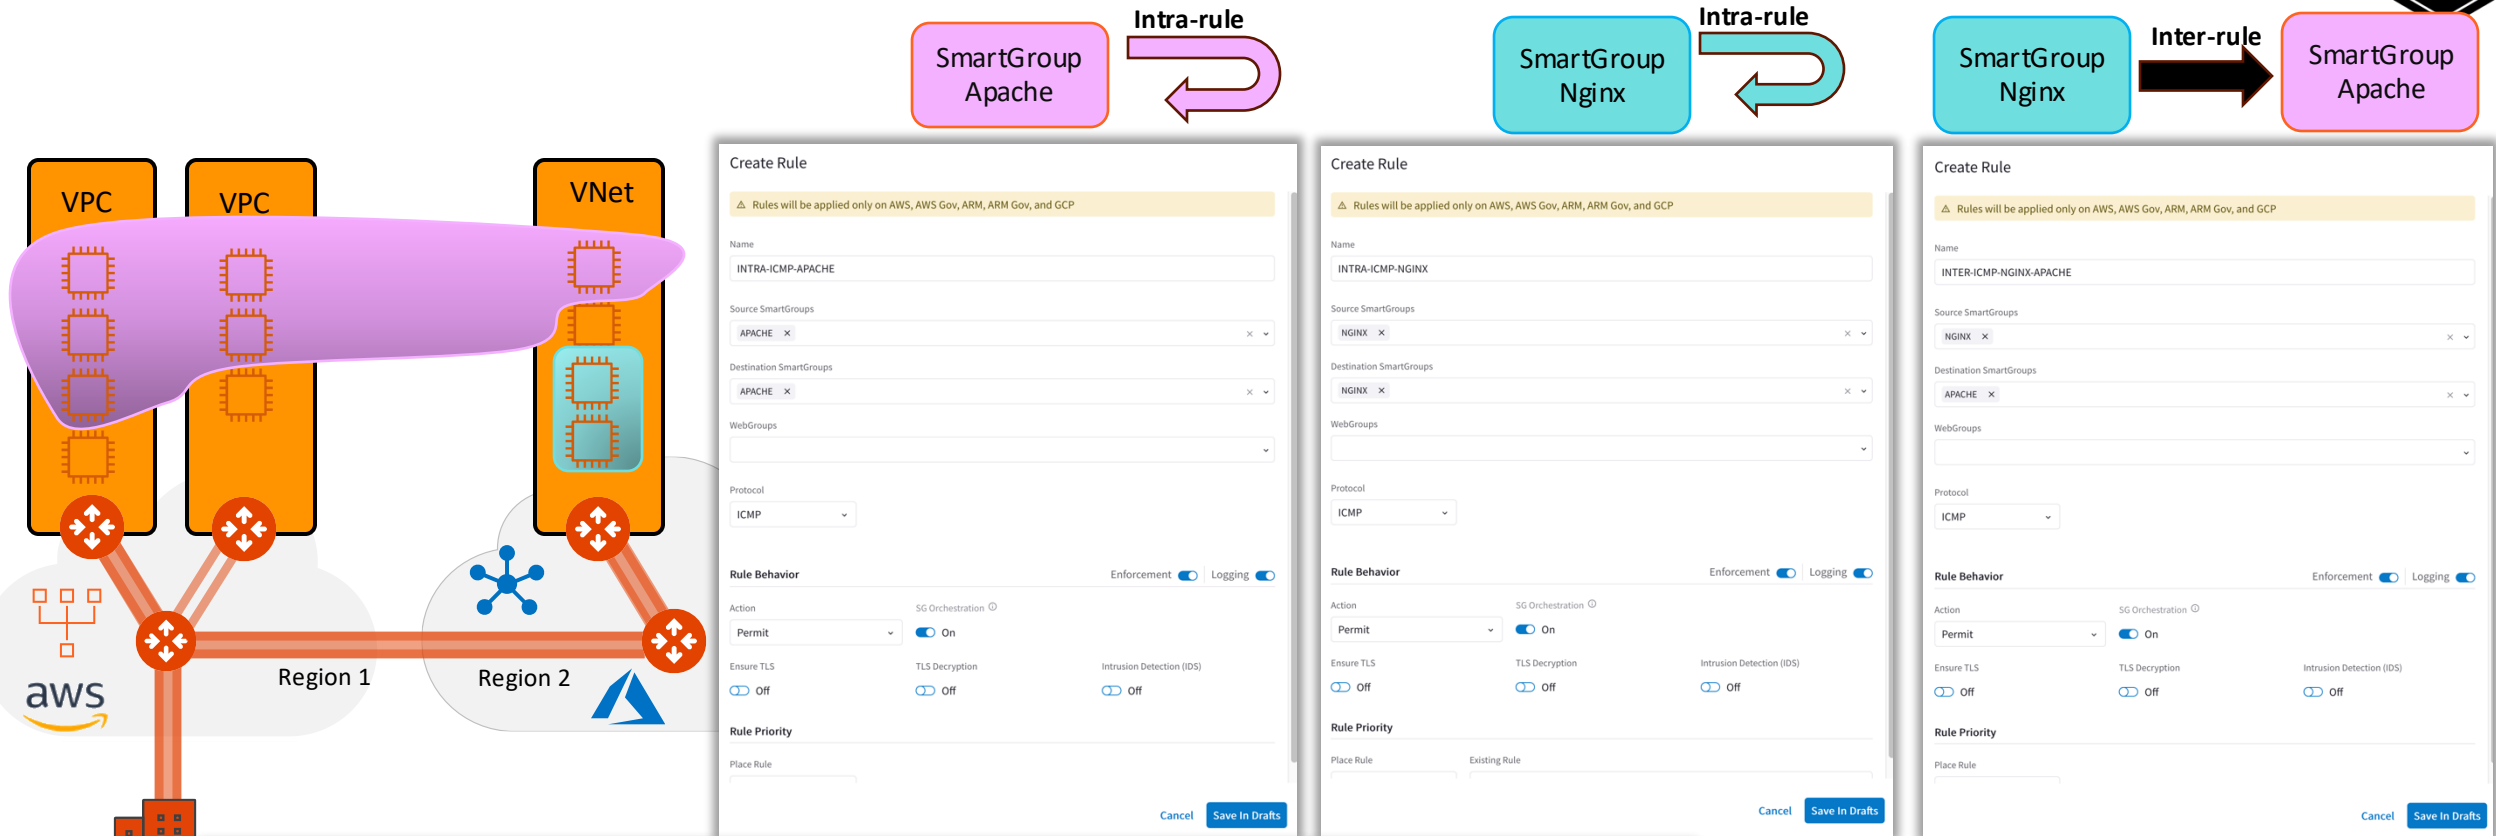 Intra-rule
SmartGroup
Apache
Intra-rule
SmartGroup
Nginx
SmartGroup
Nginx
Inter-rule
SmartGroup
Apache
VPC
VPC
VNet
aws
Region 1
Region 2
Create Rule
Rules will be applied only on AWS, AWS Gov, ARM, ARM Gov, and GCP
Name
INTRA-ICMP-APACHE
Source SmartGroups
APACHE
Destination SmartGroups
APACHE
WebGroups
Protocol
ICMP
Rule Behavior
Enforcement Logging
Action SG Orchestration
Permit On
Ensure TLS TLS Decryption Intrusion Detection (IDS)
Off Off Off
Rule Priority
Place Rule
Cancel Save In Drafts
Create Rule
Rules will be applied only on AWS, AWS Gov, ARM, ARM Gov, and GCP
Name
INTRA-ICMP-NGINX
Source SmartGroups
NGINX
Destination SmartGroups
NGINX
WebGroups
Protocol
ICMP
Rule Behavior
Enforcement Logging
Action SG Orchestration
Permit On
Ensure TLS TLS Decryption Intrusion Detection (IDS)
Off Off Off
Rule Priority
Place Rule Existing Rule
Cancel Save In Drafts
Create Rule
Rules will be applied only on AWS, AWS Gov, ARM, ARM Gov, and GCP
Name
INTER-ICMP-NGINX-APACHE
Source SmartGroups
NGINX
Destination SmartGroups
APACHE
WebGroups
Protocol
ICMP
Rule Behavior
Enforcement Logging
Action SG Orchestration
Permit On
Ensure TLS TLS Decryption Intrusion Detection (IDS)
Off Off Off
Rule Priority
Place Rule
Cancel Save In Drafts